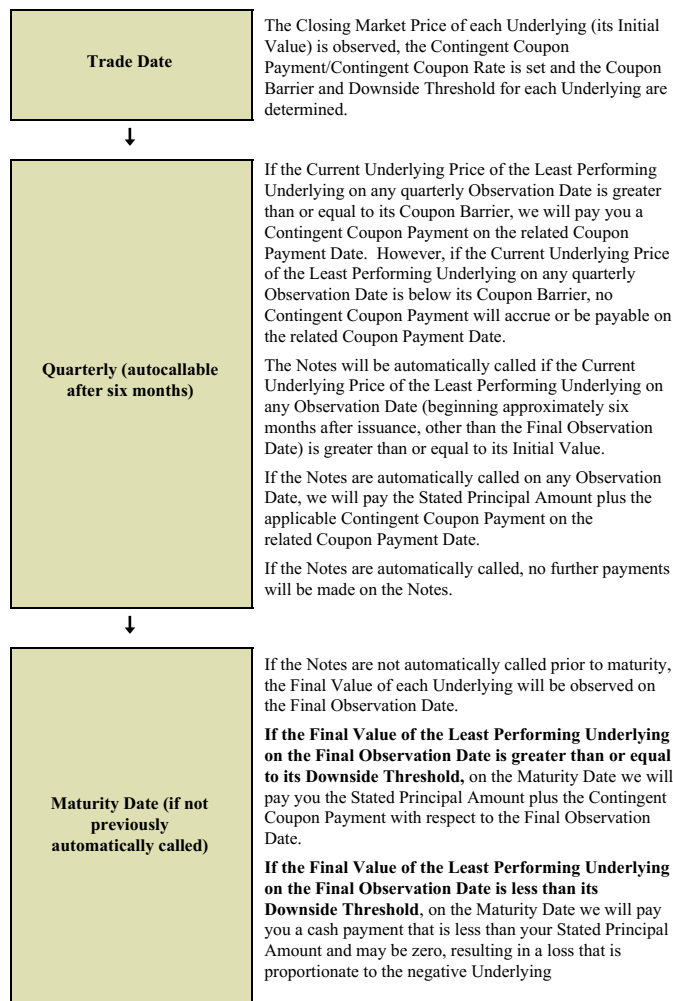 Trade Date
The Closing Market Price of each Underlying (its Initial
Value) is observed, the Contingent Coupon
Payment/Contingent Coupon Rate is set and the Coupon
Barrier and Downside Threshold for each Underlying are
determined.
Quarterly (autocallable
after six months)
If the Current Underlying Price of the Least Performing
Underlying on any quarterly Observation Date is greater
than or equal to its Coupon Barrier, we will pay you a
Contingent Coupon Payment on the related Coupon
Payment Date. However, if the Current Underlying Price
of the Least Performing Underlying on any quarterly
Observation Date is below its Coupon Barrier, no
Contingent Coupon Payment will accrue or be payable on
the related Coupon Payment Date.
The Notes will be automatically called if the Current
Underlying Price of the Least Performing Underlying on
any Observation Date (beginning approximately six
months after issuance, other than the Final Observation
Date) is greater than or equal to its Initial Value.
If the Notes are automatically called on any Observation
Date, we will pay the Stated Principal Amount plus the
applicable Contingent Coupon Payment on the
related Coupon Payment Date.
If the Notes are automatically called, no further payments
will be made on the Notes.
Maturity Date (if not
previously
automatically called)
If the Notes are not automatically called prior to maturity,
the Final Value of each Underlying will be observed on
the Final Observation Date.
If the Final Value of the Least Performing Underlying
on the Final Observation Date is greater than or equal
to its Downside Threshold, on the Maturity Date we will
pay you the Stated Principal Amount plus the Contingent
Coupon Payment with respect to the Final Observation
Date.
If the Final Value of the Least Performing Underlying
on the Final Observation Date is less than its
Downside Threshold, on the Maturity Date we will pay
you a cash payment that is less than your Stated Principal
Amount and may be zero, resulting in a loss that is
proportionate to the negative Underlying